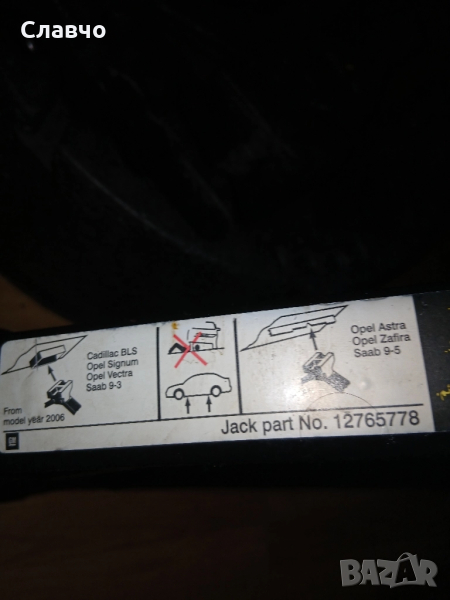 Славчо
Cadillac BLS
Opel Signum
Opel Vectra
Saab 9-3
From
model year 2006
Opel Astra
Opel Zafira
Saab 9-5
GM
Jack part No. 12765778
BAZAR